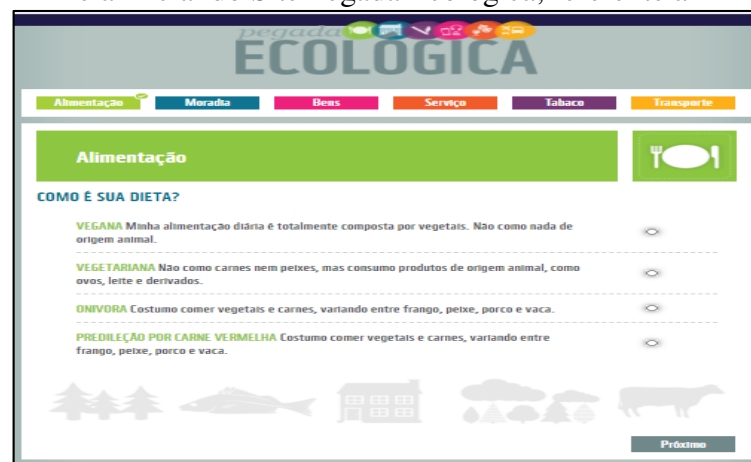 pegada
ECOLÓGICA
Alimentação Moradia Bens Serviço Tabaco Transporte
Alimentação
COMO É SUA DIETA?
VEGANA Minha alimentação diária é totalmente composta por vegetais. Não como nada de
origem animal.
VEGETARIANA Não como carnes nem peixes, mas consumo produtos de origem animal, como
ovos, leite e derivados.
ONIVORA Costumo comer vegetais e carnes, variando entre frango, peixe, porco e vaca.
PREDILEÇÃO POR CARNE VERMELHA Costumo comer vegetais e carnes, variando entre
frango, peixe, porco e vaca.
Próximo